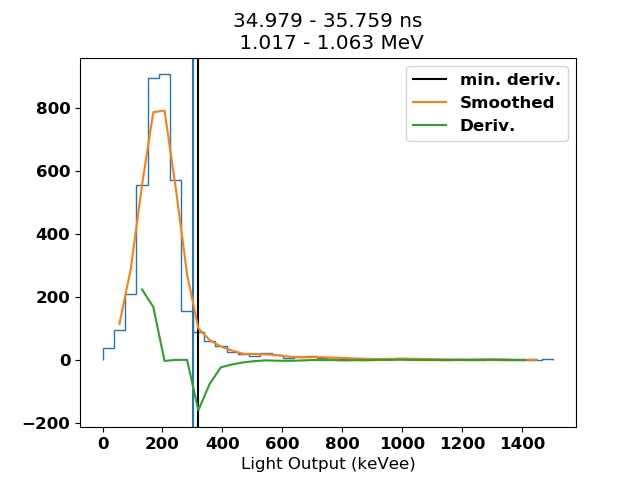 34.979 - 35.759 ns
1.017 - 1.063 MeV
min. deriv.
Smoothed
Deriv.
800
600
400
200
0
−200
0 200 400 600 800 1000 1200 1400
Light Output (keVee)